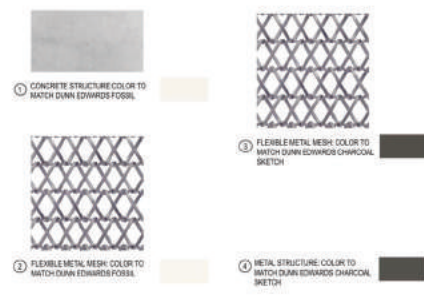 1 CONCRETE STRUCTURE COLOR TO
MATCH DUNN EDWARDS FOSSIL
2 FLEXIBLE METAL MESH: COLOR TO
MATCH DUNN EDWARDS FOSSIL
3 FLEXIBLE METAL MESH: COLOR TO
MATCH DUNN EDWARDS CHARCOAL
SKETCH
4 METAL STRUCTURE: COLOR TO
MATCH DUNN EDWARDS CHARCOAL
SKETCH